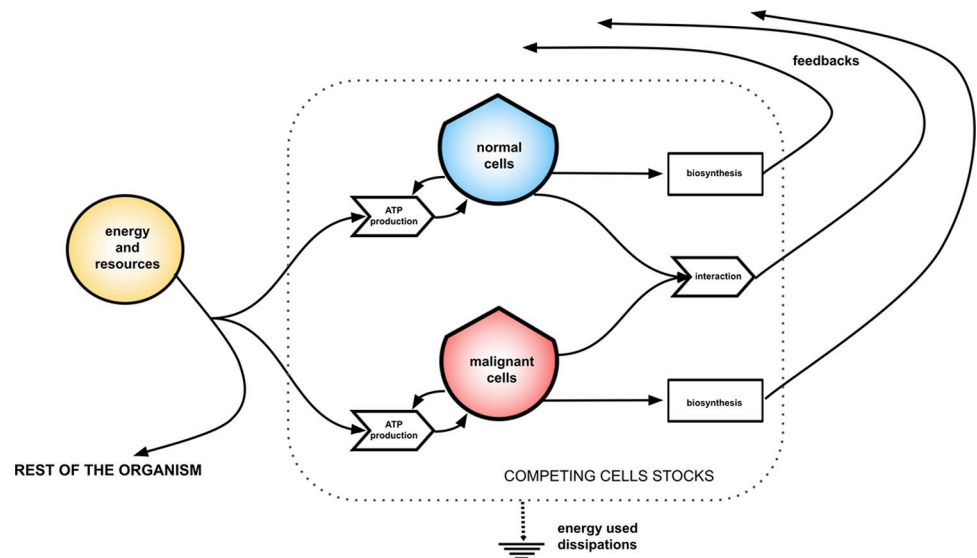 feedbacks
normal
cells
biosynthesis
ATP
production
energy
and
resources
interaction
malignant
cells
biosynthesis
ATP
production
REST OF THE ORGANISM
COMPETING CELLS STOCKS
energy used
dissipations